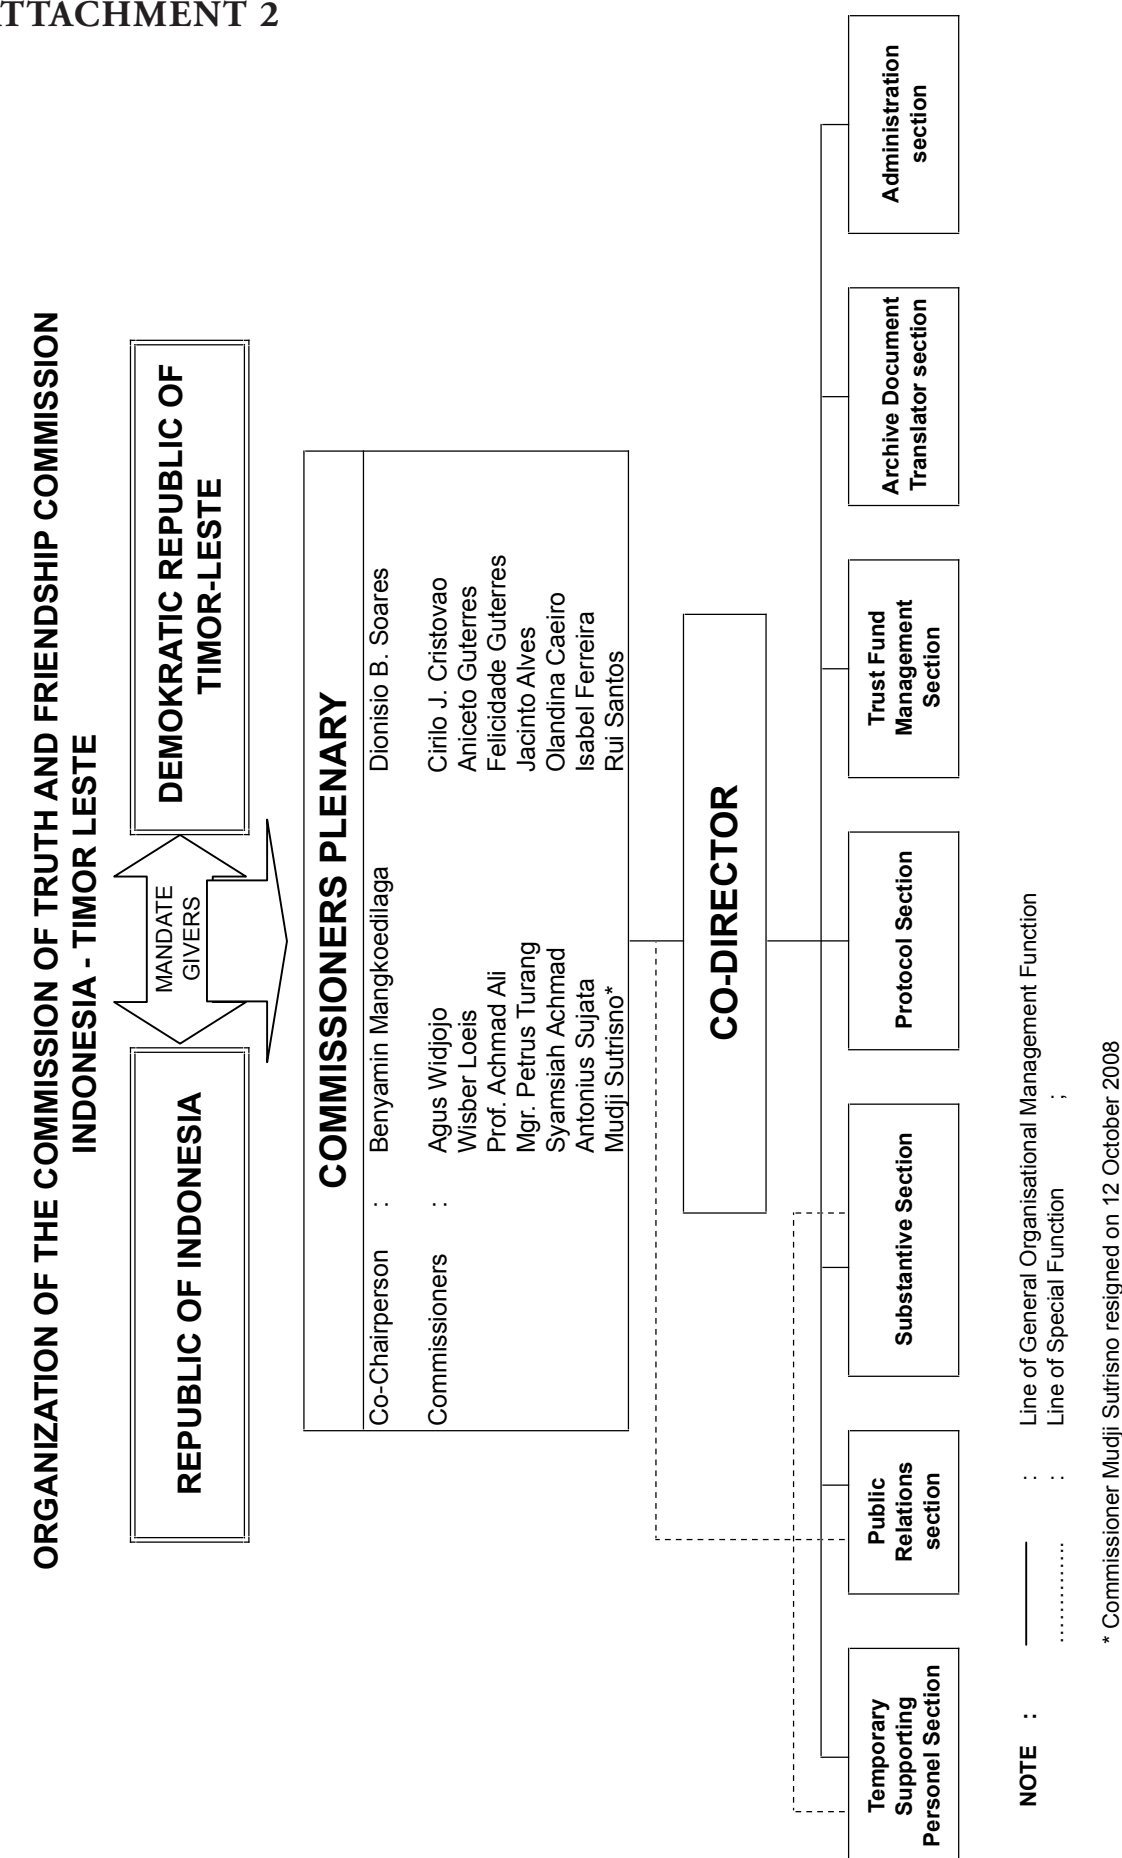 ATTACHMENT 2
ORGANIZATION OF THE COMMISSION OF TRUTH AND FRIENDSHIP COMMISSION
INDONESIA - TIMOR LESTE
REPUBLIC OF INDONESIA
MANDATE
GIVERS
DEMOKRATIC REPUBLIC OF
TIMOR-LESTE
COMMISSIONERS PLENARY
Co-Chairperson : Benyamin Mangkoedilaga Dionisio B. Soares
Commissioners : Agus Widjojo Cirilo J. Cristovao
Wisber Loeis Aniceto Guterres
Prof. Achmad Ali Felicidade Guterres
Mgr. Petrus Turang Jacinto Alves
Syamsiah Achmad Olandina Caeiro
Antonius Sujata Isabel Ferreira
Mudji Sutrisno* Rui Santos
CO-DIRECTOR
Temporary
Supporting
Personel Section
Public
Relations
section
Substantive Section
Protocol Section
Trust Fund
Management
Section
Archive Document
Translator section
Administration
section
NOTE : : Line of General Organisational Management Function
............. : Line of Special Function ;
* Commissioner Mudji Sutrisno resigned on 12 October 2008